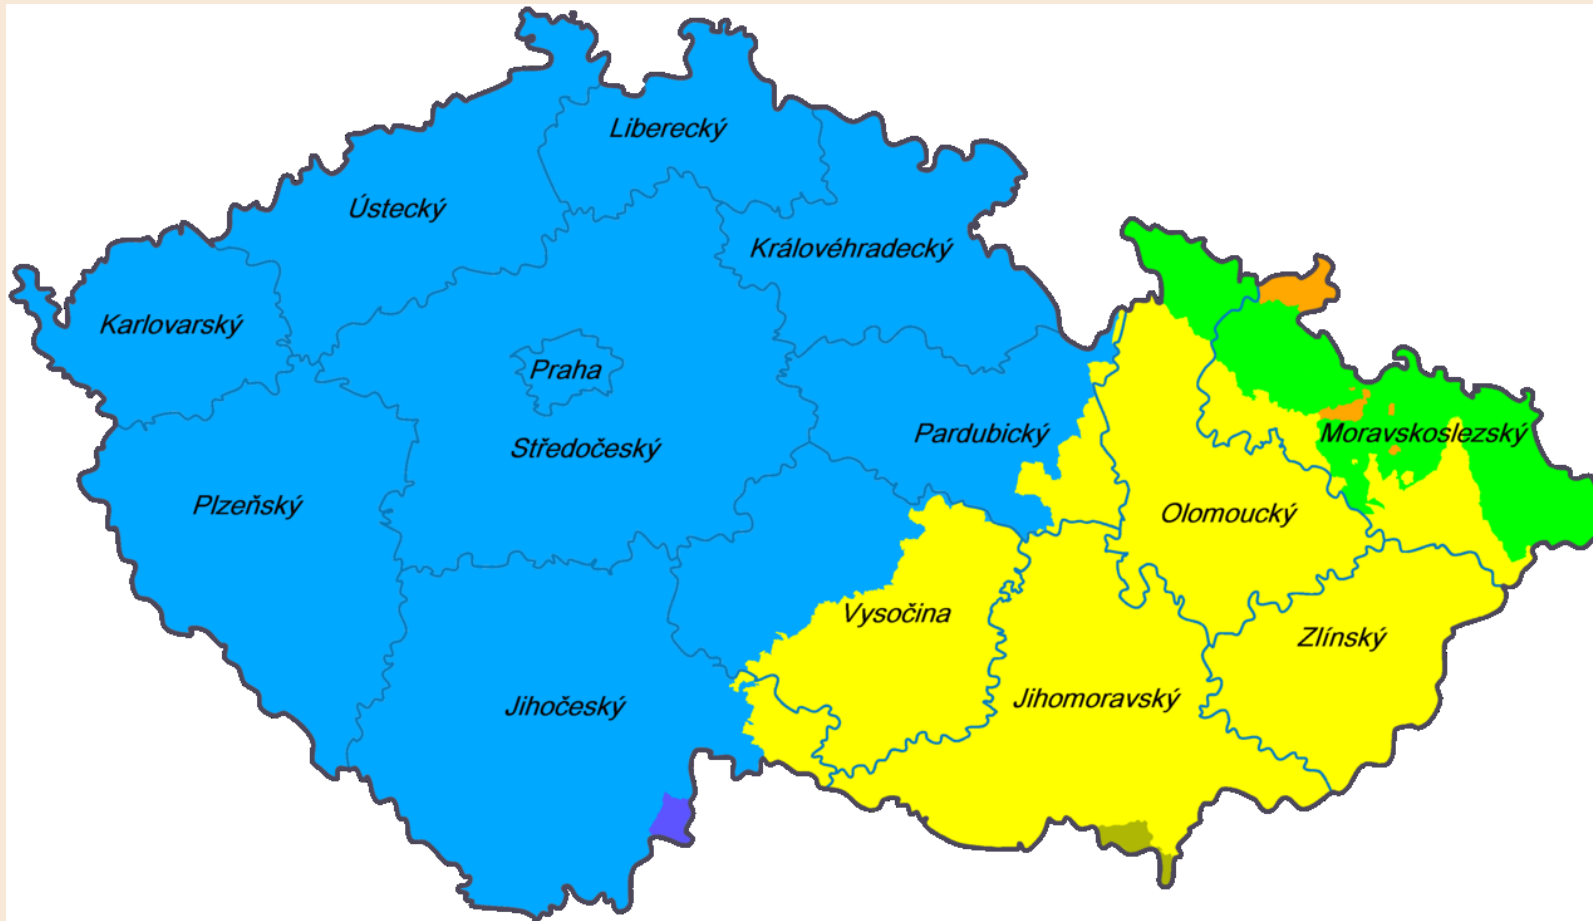 Liberecký
Ústecký
Královéhradecký
Karlovarský
Praha
Pardubický
Moravskoslezský
Středočeský
Plzeňský
Olomoucký
Vysočina
Zlínský
Jihočeský
Jihomoravský